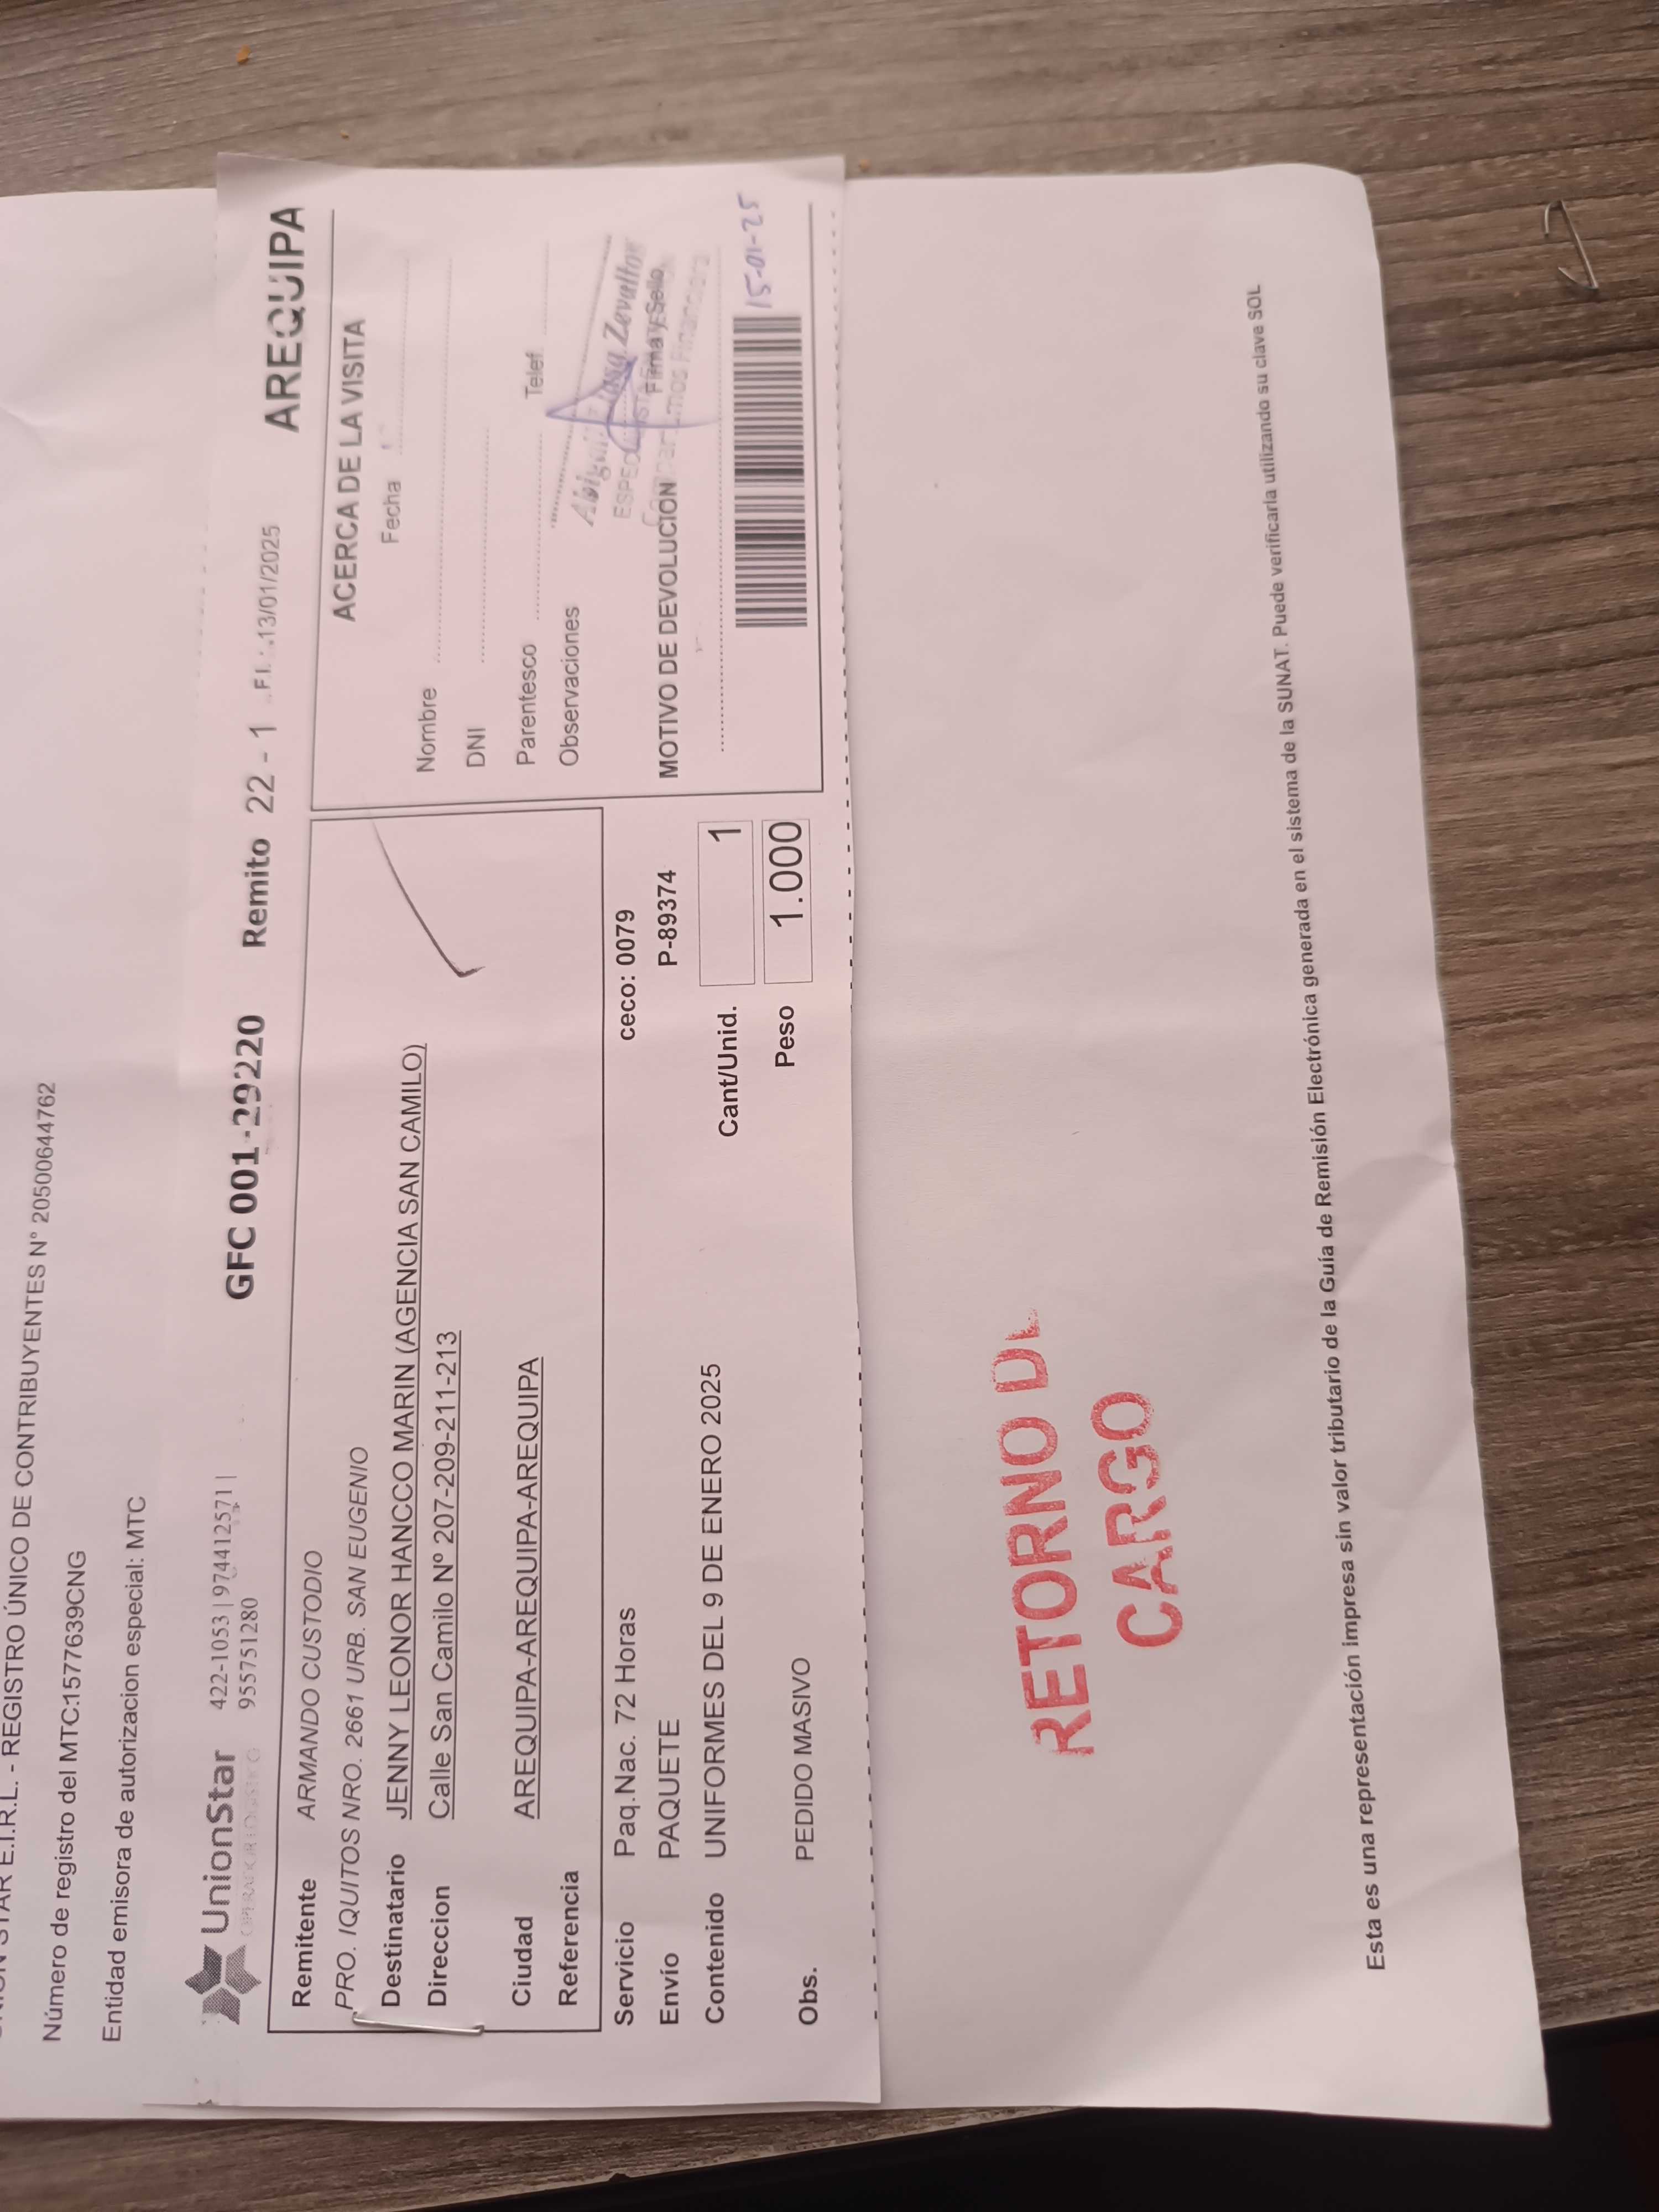 STAR E.I.R.L. - REGISTRO ÚNICO DE CONTRIBUYENTES N° 20500644762
Número de registro del MTC:1577639CNG
Entidad emisora de autorizacion especial: MTC
UnionStar
OPERADOR LOGISTICO
422-1053 | 974412571 |
955751280
GFC 001-29220 Remito 22 - 1 F.I. : 13/01/2025 AREQUIPA
Remitente ARMANDO CUSTODIO
PRO. IQUITOS NRO. 2661 URB. SAN EUGENIO
Destinatario JENNY LEONOR HANCCO MARIN (AGENCIA SAN CAMILO)
Direccion Calle San Camilo Nº 207-209-211-213
Ciudad AREQUIPA-AREQUIPA-AREQUIPA
Referencia
Servicio Paq.Nac. 72 Horas ceco: 0079
Envío PAQUETE P-89374
Contenido UNIFORMES DEL 9 DE ENERO 2025 Cant/Unid. 1
Peso 1.000
Obs. PEDIDO MASIVO
ACERCA DE LA VISITA
Fecha
Nombre
DNI
Parentesco Telef.
Observaciones
Zevallos
Firma y Sello
MOTIVO DE DEVOLUCION
15-01-25
RETORNO DE
CARGO
Esta es una representación impresa sin valor tributario de la Guía de Remisión Electrónica generada en el sistema de la SUNAT. Puede verificarla utilizando su clave SOL